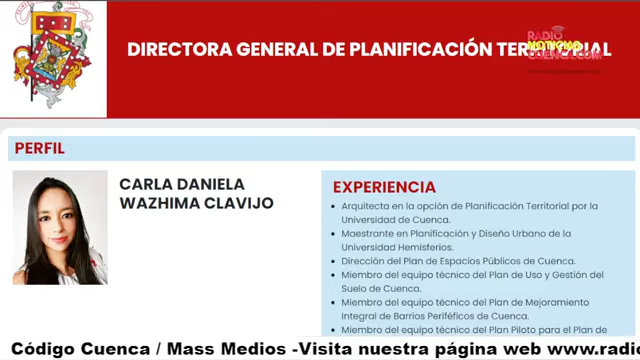 DIRECTORA GENERAL DE PLANIFICACIÓN TERRITORIAL
RADIO
NOTICIAS
CUENCA.COM
PERFIL
CARLA DANIELA
WAZHIMA CLAVIJO
EXPERIENCIA
• Arquitecta en la opción de Planificación Territorial por la
Universidad de Cuenca.
• Maestrante en Planificación y Diseño Urbano de la
Universidad Hemisferios.
• Dirección del Plan de Espacios Públicos de Cuenca.
• Miembro del equipo técnico del Plan de Uso y Gestión del
Suelo de Cuenca.
• Miembro del equipo técnico del Plan de Mejoramiento
Integral de Barrios Periféficos de Cuenca.
• Miembro del equipo técnico del Plan Piloto para el Plan de
Código Cuenca / Mass Medios -Visita nuestra página web www.radio